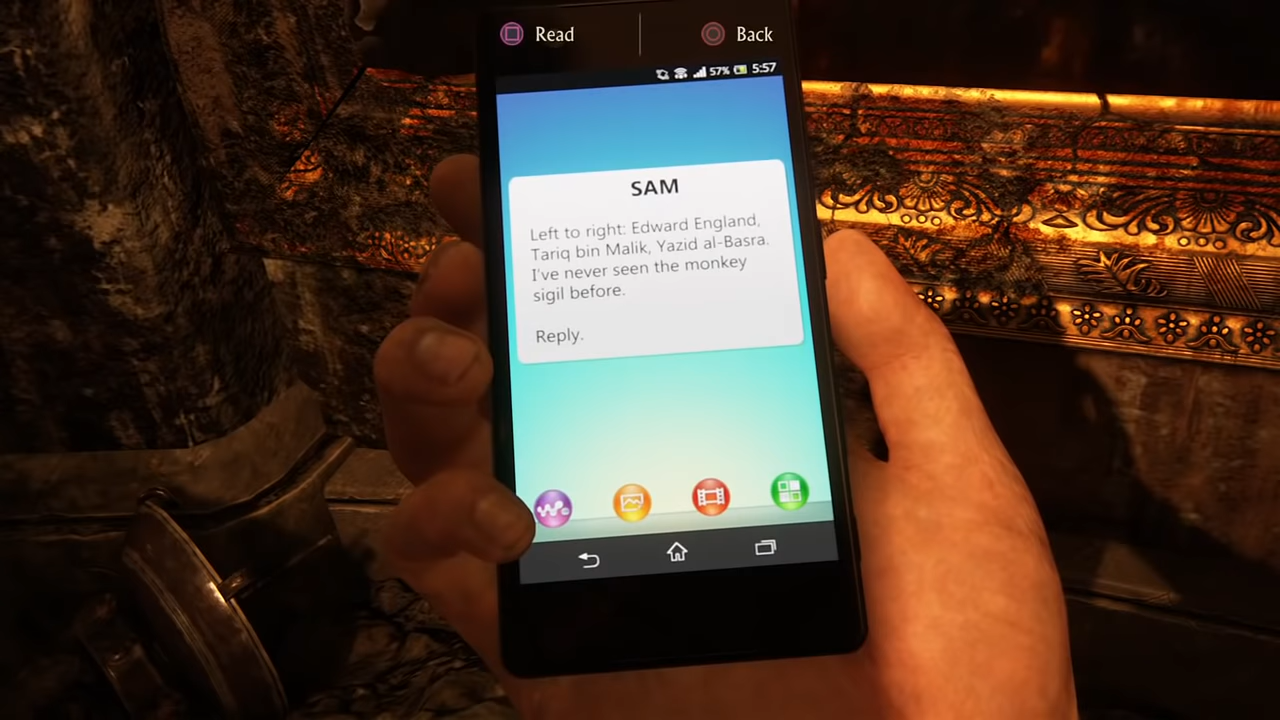 Read
Back
57% 5:57
SAM
Left to right: Edward England,
Tariq bin Malik, Yazid al-Basra.
I've never seen the monkey
sigil before.
Reply.